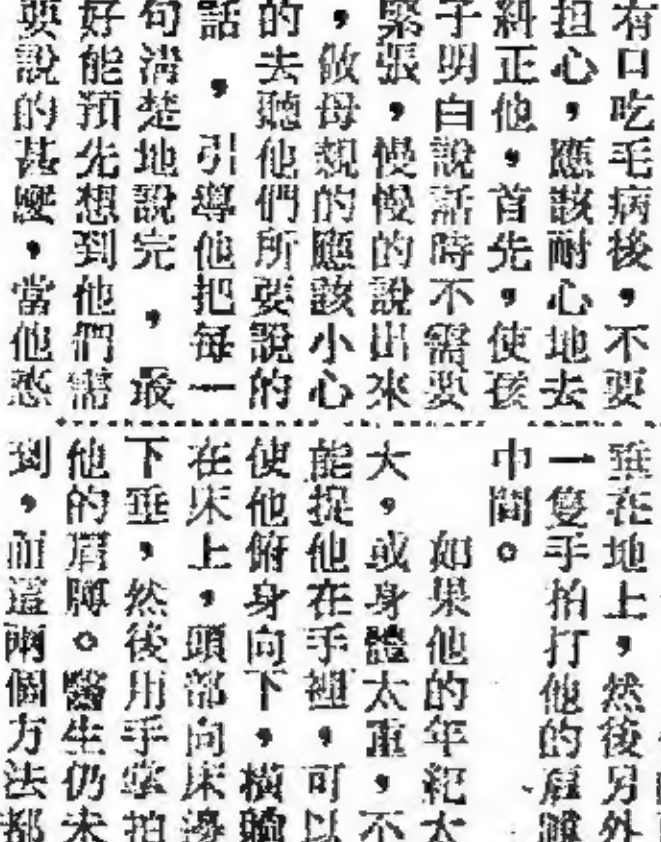 有口吃毛病後，不要
担心，應該耐心地去
糾正他。首先，使孩
子明白說話時不需要
緊張，慢慢的說出來
，做母親的應該小心
的去聽他們所要說的
話，引導他把每一
句淸楚地說完，最
好能預先想到他們需
要說的甚麼，當他
垂在地上，然後另外
一隻手拍打他的肩
中間。
如果他的年紀太
大，或身體太重，不
能捉他在手裡，可以
使他俯身向下，橫
在床上，頭部向床邊
下垂，然後用手掌拍
他的肩膊。醫生仍未
到，而這兩個方法都